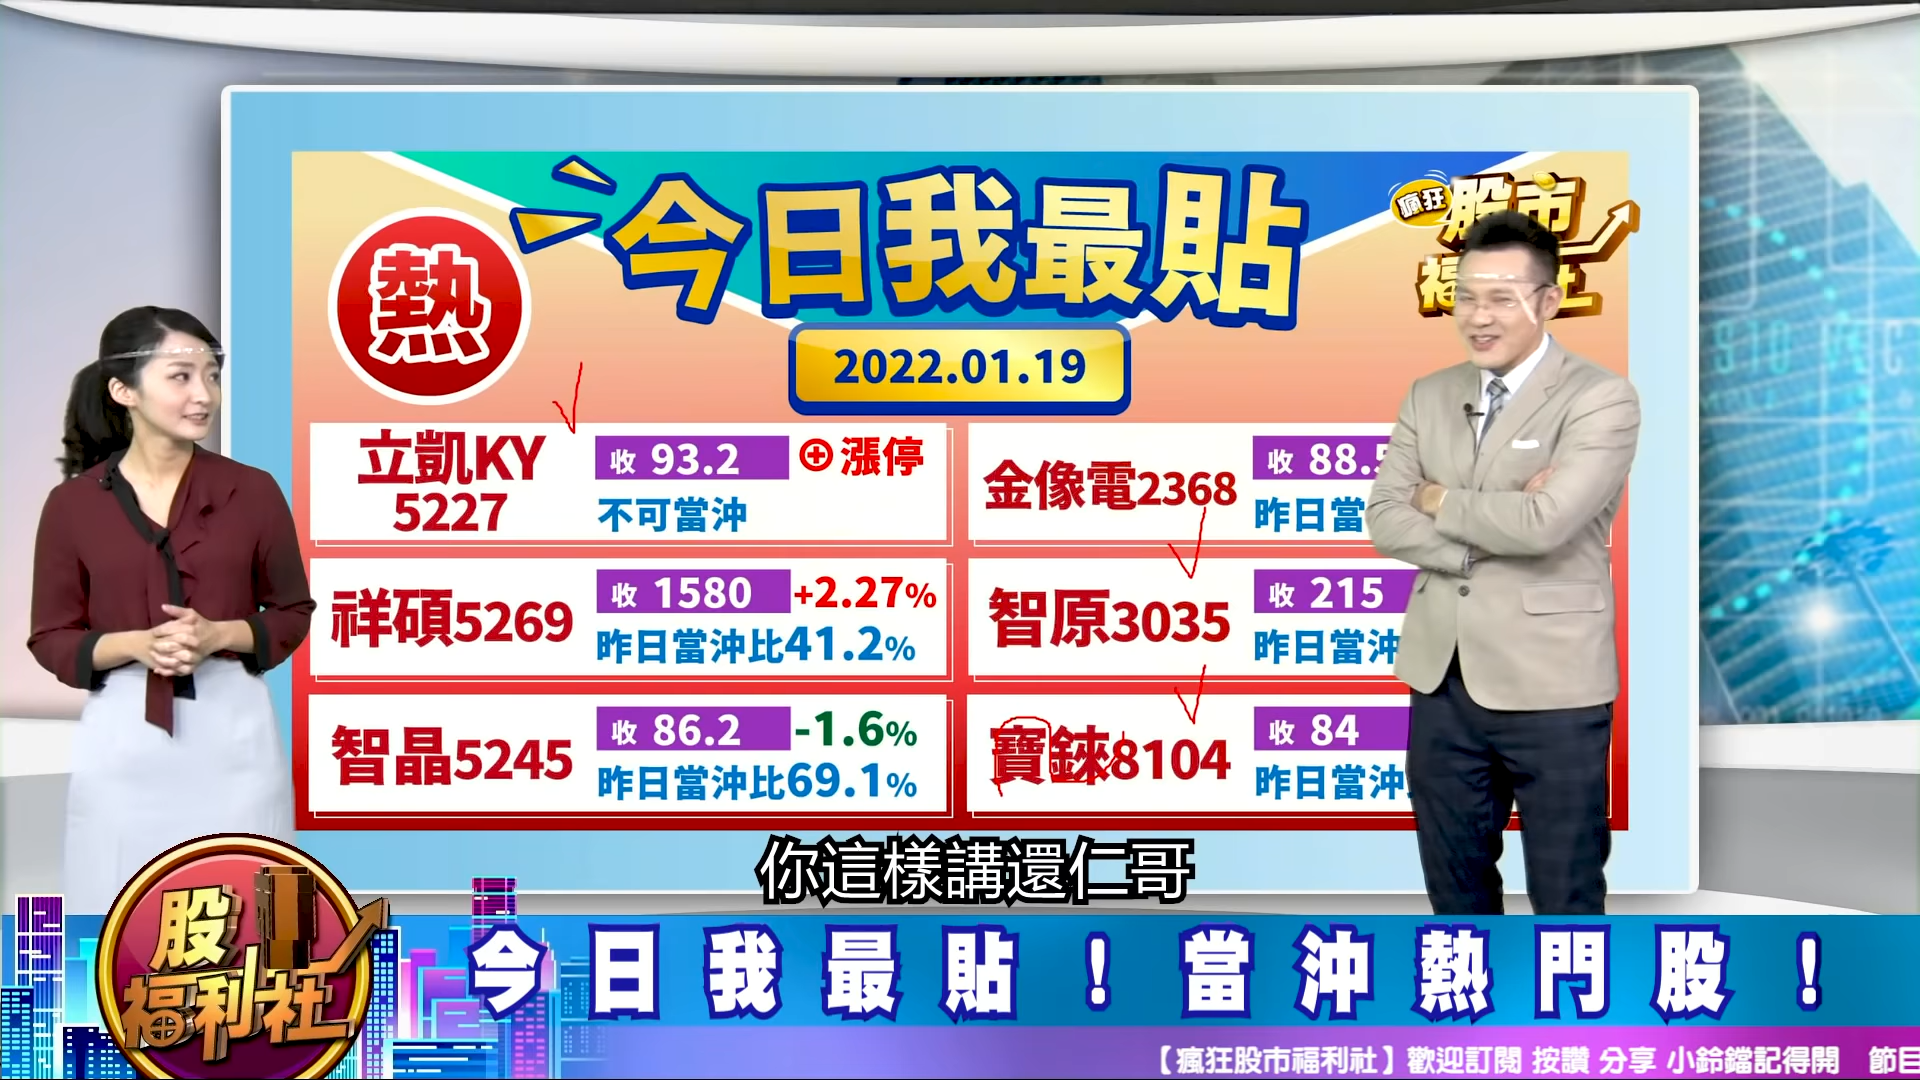 今日我最貼
瘋狂
股市
福 社
熱
2022.01.19
立凱KY
5227
收 93.2
漲停
不可當沖
金像電2368
收 88.5
昨日當
祥碩5269
收 1580
+2.27%
昨日當沖比41.2%
智原3035
收 215
昨日當沖
智晶5245
收 86.2
-1.6%
昨日當沖比69.1%
寶錸8104
收 84
昨日當沖
你這樣講還仁哥
股
福利社
今日我最貼!當沖熱門股!
【瘋狂股市福利社】歡迎訂閱 按讚 分享 小鈴鐺記得開 節目